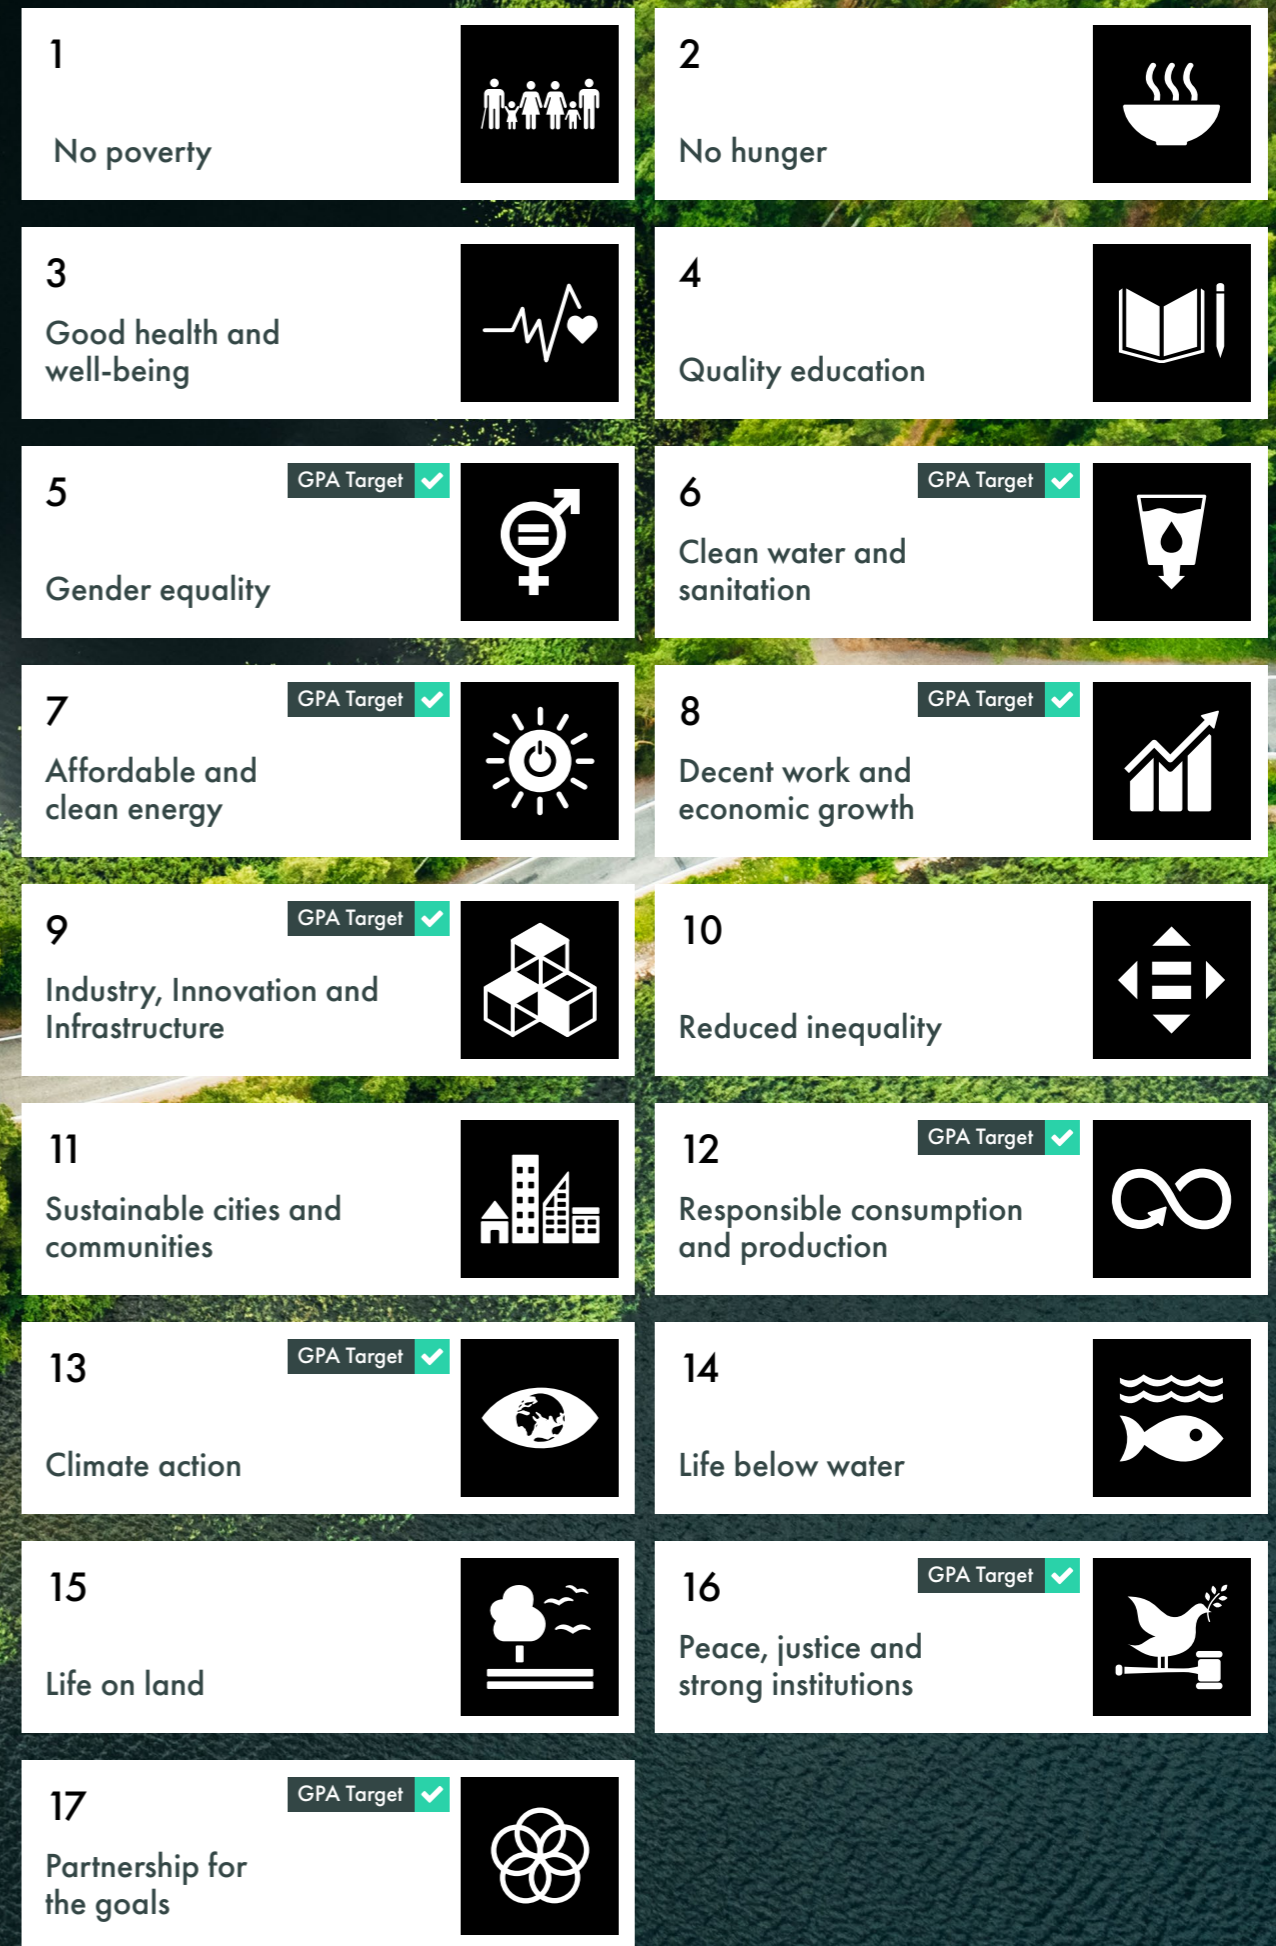 1
No poverty
2
No hunger
3
Good health and
well-being
4
Quality education
5
GPA Target
Gender equality
6
GPA Target
Clean water and
sanitation
7
GPA Target
Affordable and
clean energy
8
GPA Target
Decent work and
economic growth
9
GPA Target
Industry, Innovation and
Infrastructure
10
Reduced inequality
11
Sustainable cities and
communities
12
GPA Target
Responsible consumption
and production
13
GPA Target
Climate action
14
Life below water
15
Life on land
16
GPA Target
Peace, justice and
strong institutions
17
GPA Target
Partnership for
the goals